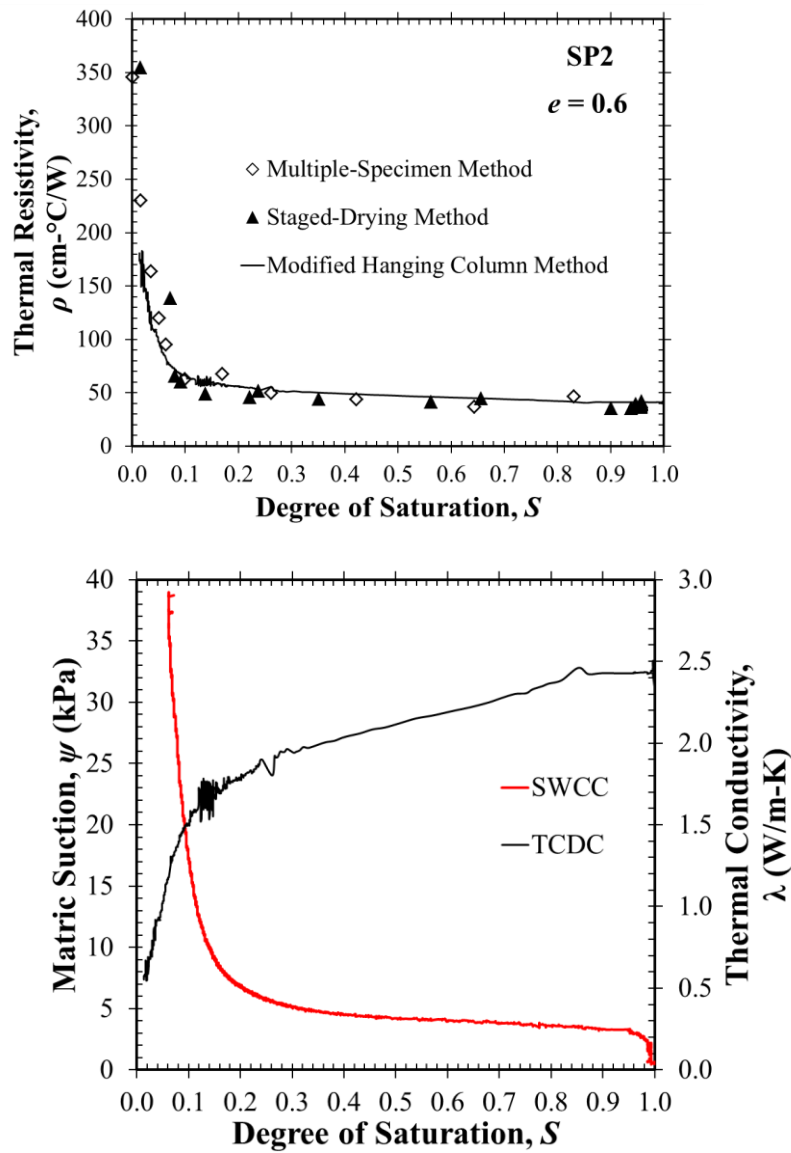 400
350
300
250
200
150
100
50
0
Thermal Resistivity,
ρ (cm-°C/W)
SP2
e = 0.6
Multiple-Specimen Method
Staged-Drying Method
Modified Hanging Column Method
0.0 0.1 0.2 0.3 0.4 0.5 0.6 0.7 0.8 0.9 1.0
Degree of Saturation, S
40
35
30
25
20
15
10
5
0
Matric Suction, ψ (kPa)
SWCC
TCDC
3.0
2.5
2.0
1.5
1.0
0.5
0.0
Thermal Conductivity,
λ (W/m-K)
0.0 0.1 0.2 0.3 0.4 0.5 0.6 0.7 0.8 0.9 1.0
Degree of Saturation, S